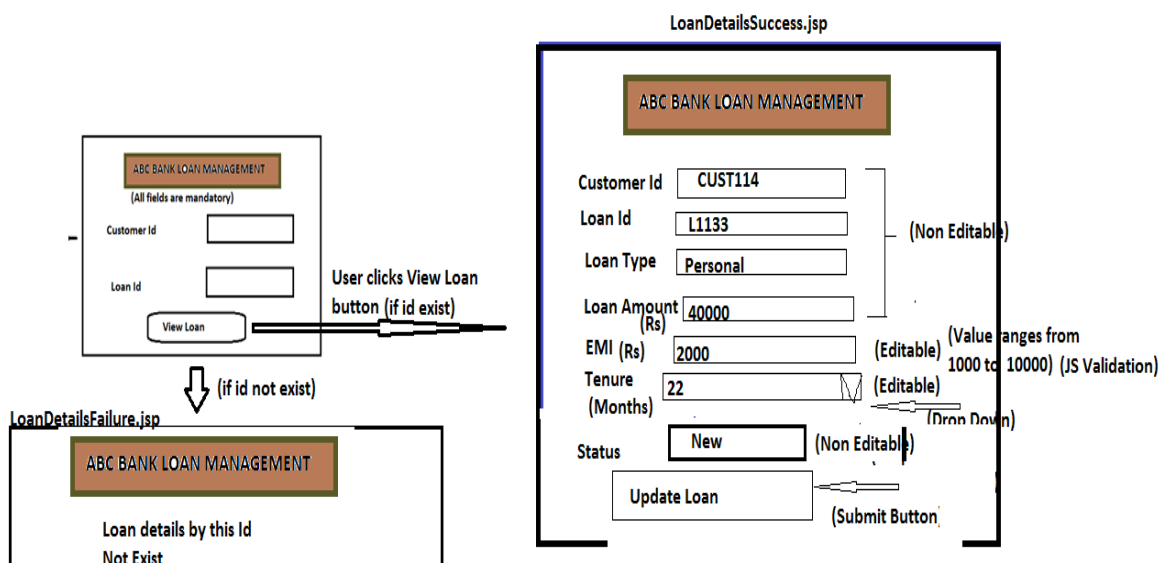 LoanDetailsSuccess.jsp
ABC BANK LOAN MANAGEMENT
(All fields are mandatory)
Customer Id
Loan Id
View Loan
User clicks View Loan
button (if id exist)
(if id not exist)
LoanDetailsFailure.jsp
ABC BANK LOAN MANAGEMENT
Loan details by this Id
Not Exist
ABC BANK LOAN MANAGEMENT
Customer Id CUST114
Loan Id L1133
(Non Editable)
Loan Type Personal
Loan Amount 40000
(Rs)
EMI (Rs) 2000 (Editable) (Value ranges from
1000 to 10000) (JS Validation)
Tenure 22 (Editable)
(Months)
(Drop Down)
Status New (Non Editable)
Update Loan
(Submit Button)